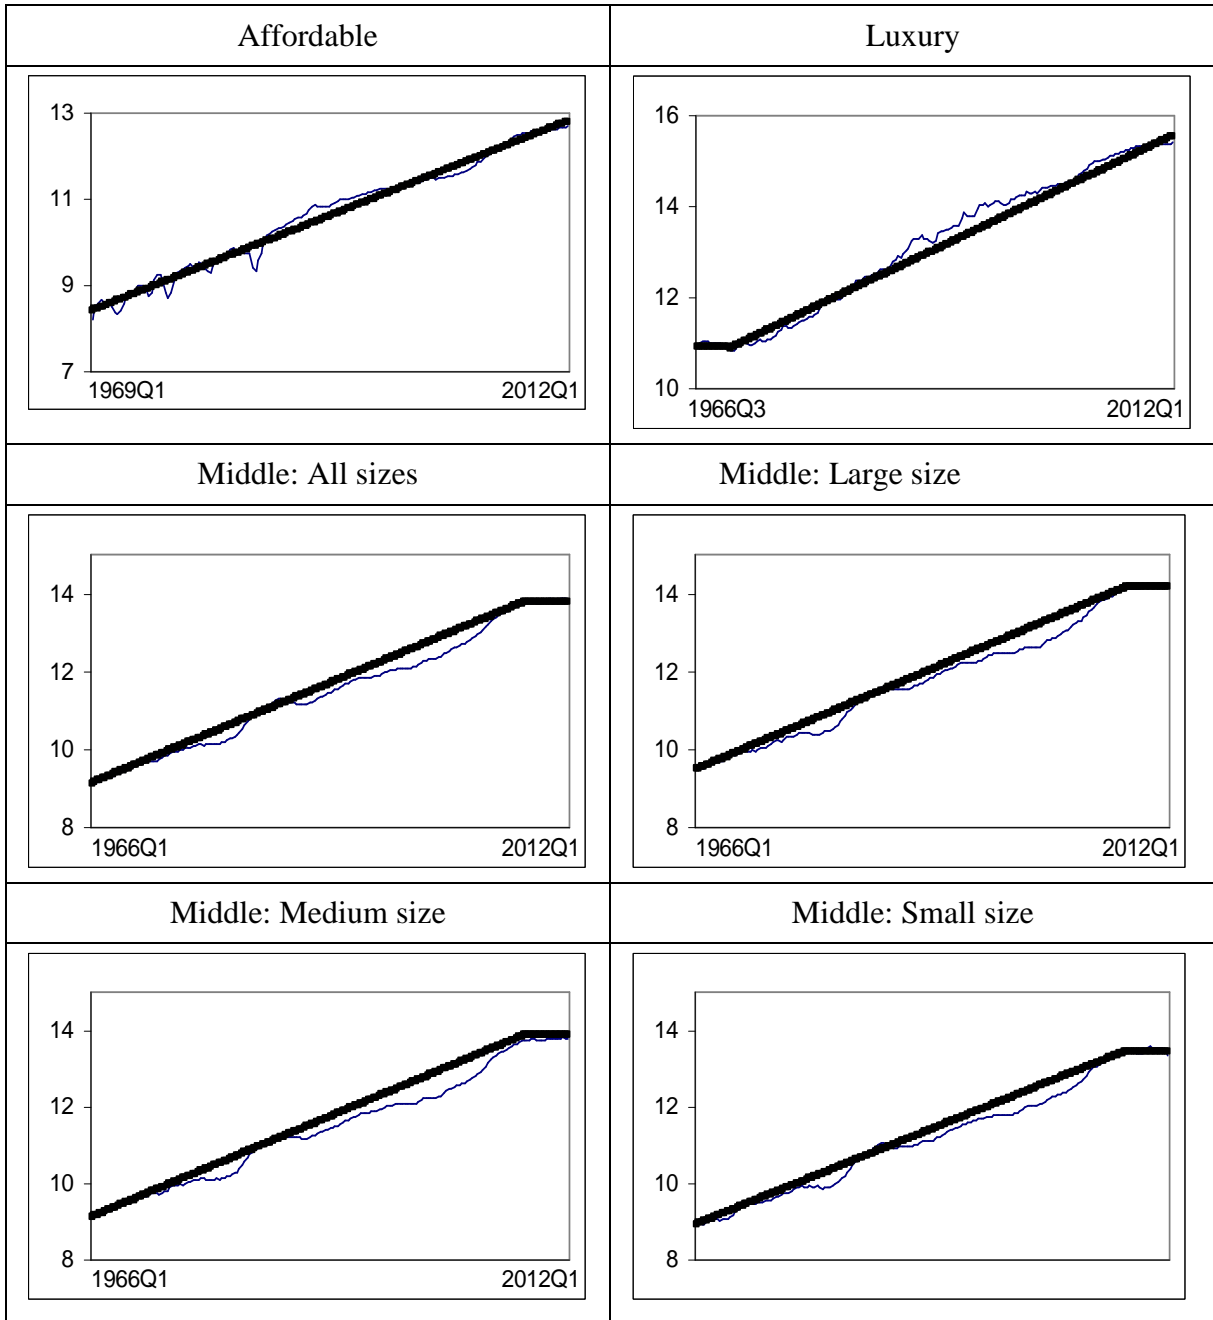 Affordable
Luxury
13
11
9
7
1969Q1
2012Q1
16
14
12
10
1966Q3
2012Q1
Middle: All sizes
Middle: Large size
14
12
10
8
1966Q1
2012Q1
14
12
10
8
1966Q1
2012Q1
Middle: Medium size
Middle: Small size
14
12
10
8
1966Q1
2012Q1
14
12
10
8